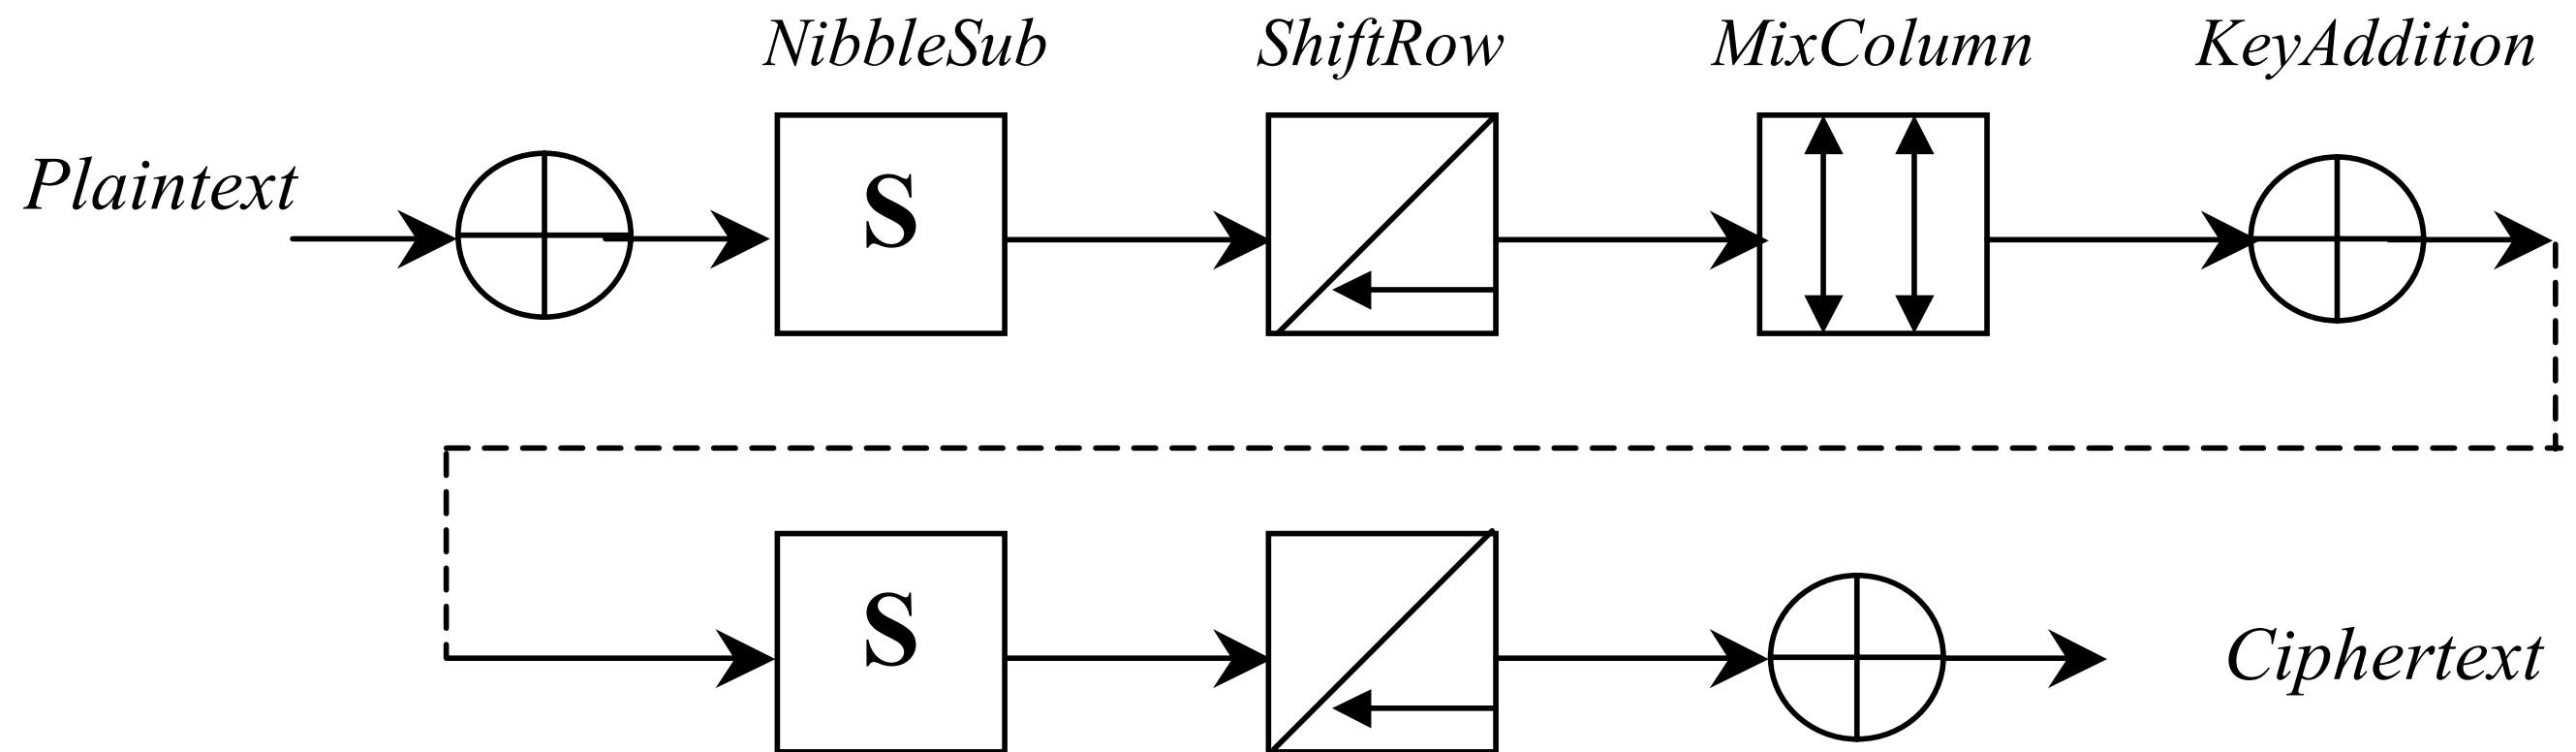 NibbleSub ShiftRow MixColumn KeyAddition
Plaintext
S
S
Ciphertext